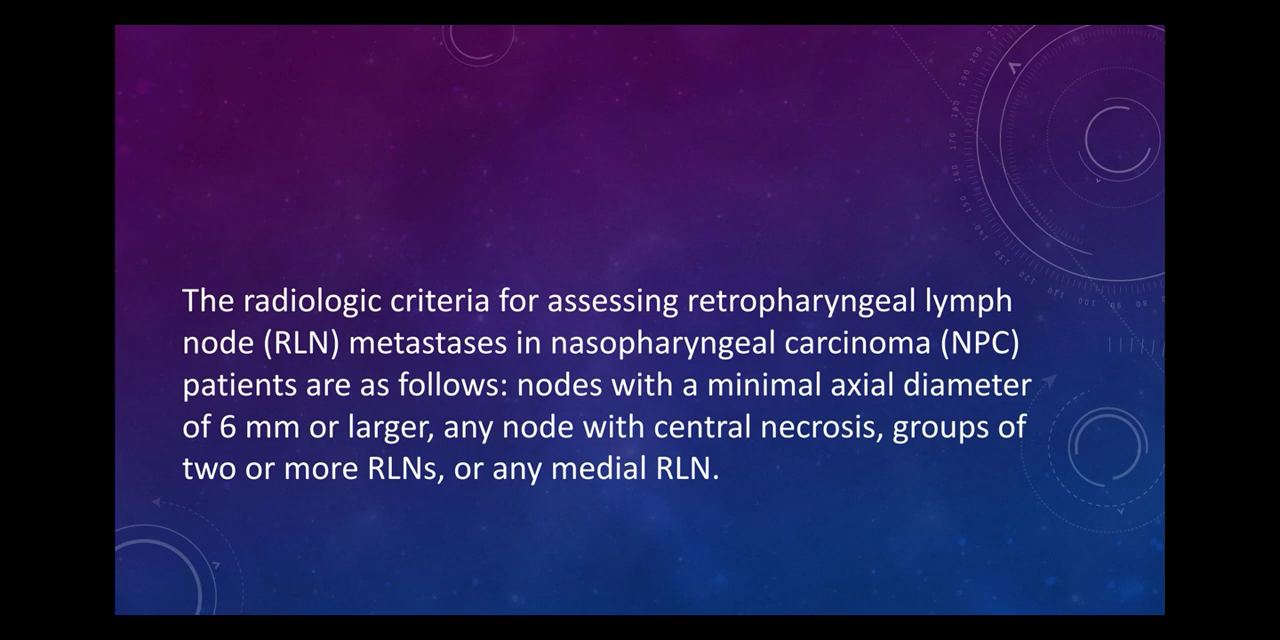 The radiologic criteria for assessing retropharyngeal lymph
node (RLN) metastases in nasopharyngeal carcinoma (NPC)
patients are as follows: nodes with a minimal axial diameter
of 6 mm or larger, any node with central necrosis, groups of
two or more RLNs, or any medial RLN.